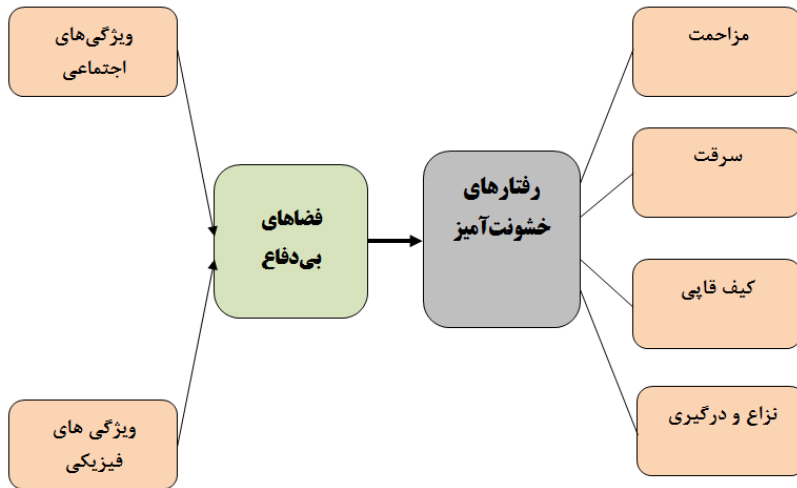 ویژگی‌های
اجتماعی
مزاحمت
سرقت
فضاهای
بی‌دفاع
رفتارهای
خشونت‌آمیز
کیف قاپی
ویژگی های
فیزیکی
نزاع و درگیری